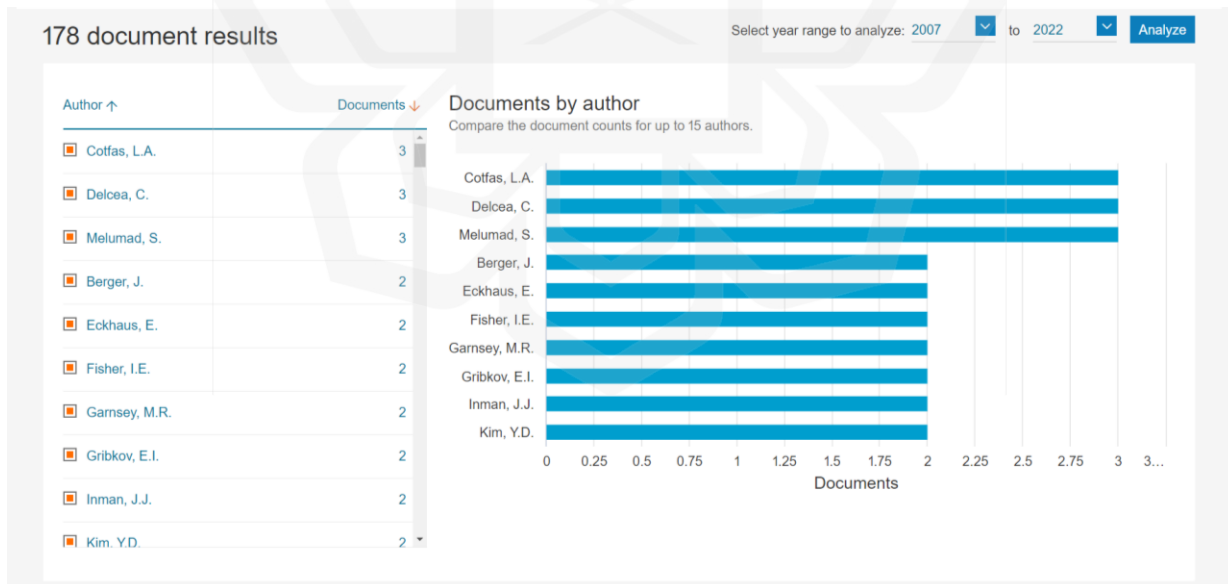 178 document results
Select year range to analyze: 2007 to 2022 Analyze
Author ↑ Documents ↓
Cotfas, L.A. 3
Delcea, C. 3
Melumad, S. 3
Berger, J. 2
Eckhaus, E. 2
Fisher, I.E. 2
Garnsey, M.R. 2
Gribkov, E.I. 2
Inman, J.J. 2
Kim, Y.D. 2
Documents by author
Compare the document counts for up to 15 authors.
Cotfas, L.A.
Delcea, C.
Melumad, S.
Berger, J.
Eckhaus, E.
Fisher, I.E.
Garnsey, M.R.
Gribkov, E.I.
Inman, J.J.
Kim, Y.D.
0 0.25 0.5 0.75 1 1.25 1.5 1.75 2 2.25 2.5 2.75 3 3...
Documents